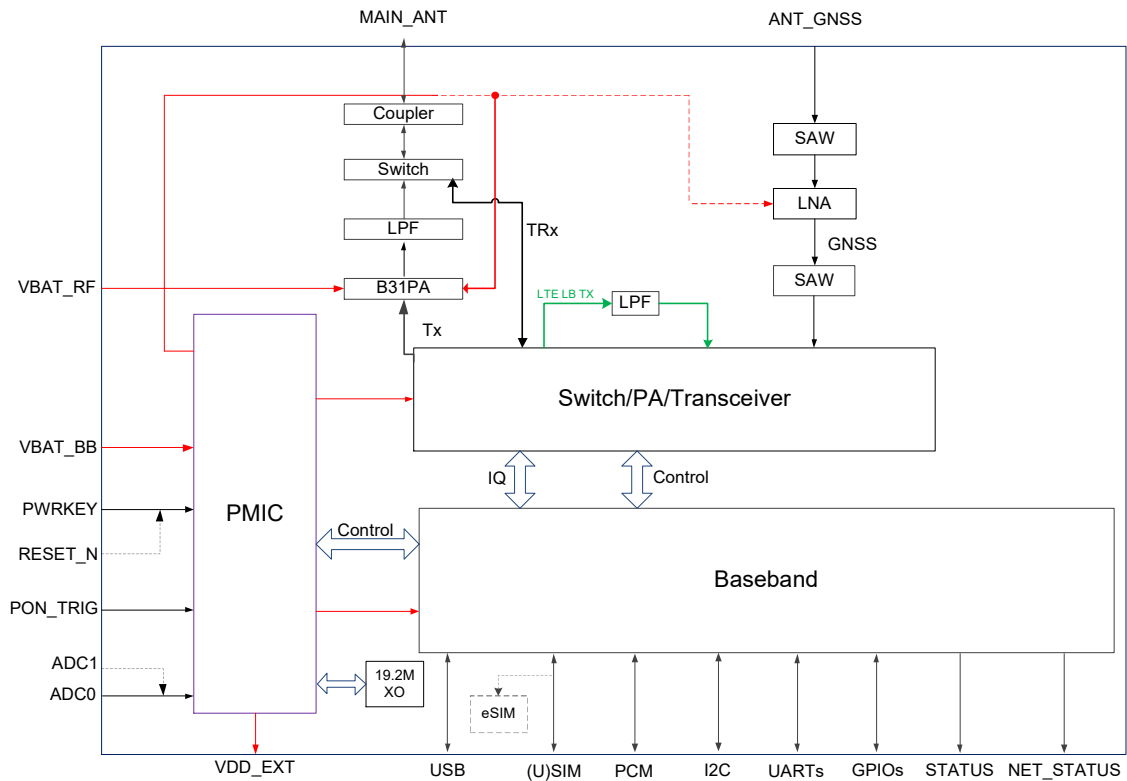 MAIN_ANT
ANT_GNSS
Coupler
SAW
Switch
LNA
LPF
TRx
GNSS
SAW
VBAT_RF
B31PA
LTE LB TX
LPF
Tx
Switch/PA/Transceiver
VBAT_BB
IQ
Control
PWRKEY
PMIC
Control
RESET_N
Baseband
PON_TRIG
ADC1
ADC0
19.2M
XO
eSIM
VDD_EXT
USB
(U)SIM
PCM
I2C
UARTs
GPIOs
STATUS
NET_STATUS